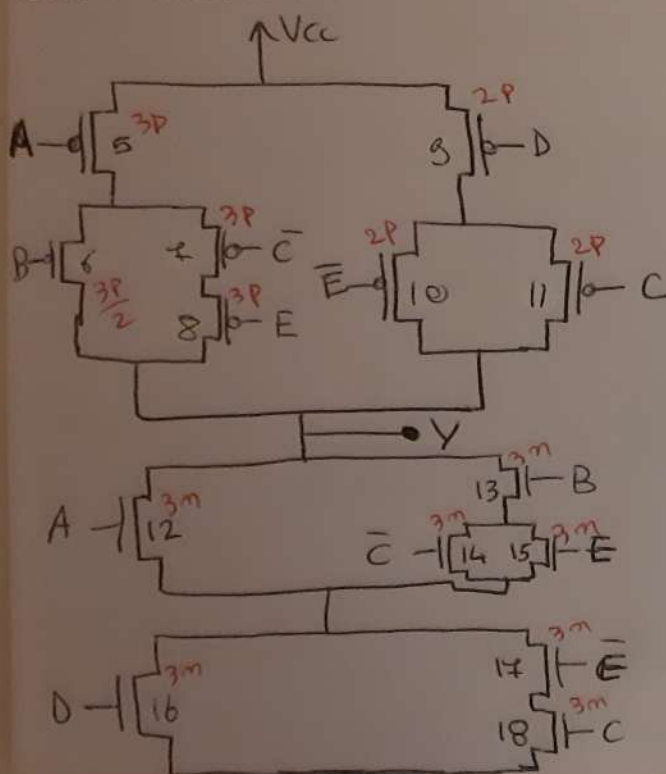 Vcc
A 5 3P 2P 9 D
B 6 3P/2 7 3P C̅ E̅ 2P 10 2P 11 C
8 3P E
Y
A 12 3n 13 3n B
C̅ 3n 14 15 3n E
D 16 3n 17 3n E̅
18 3n C